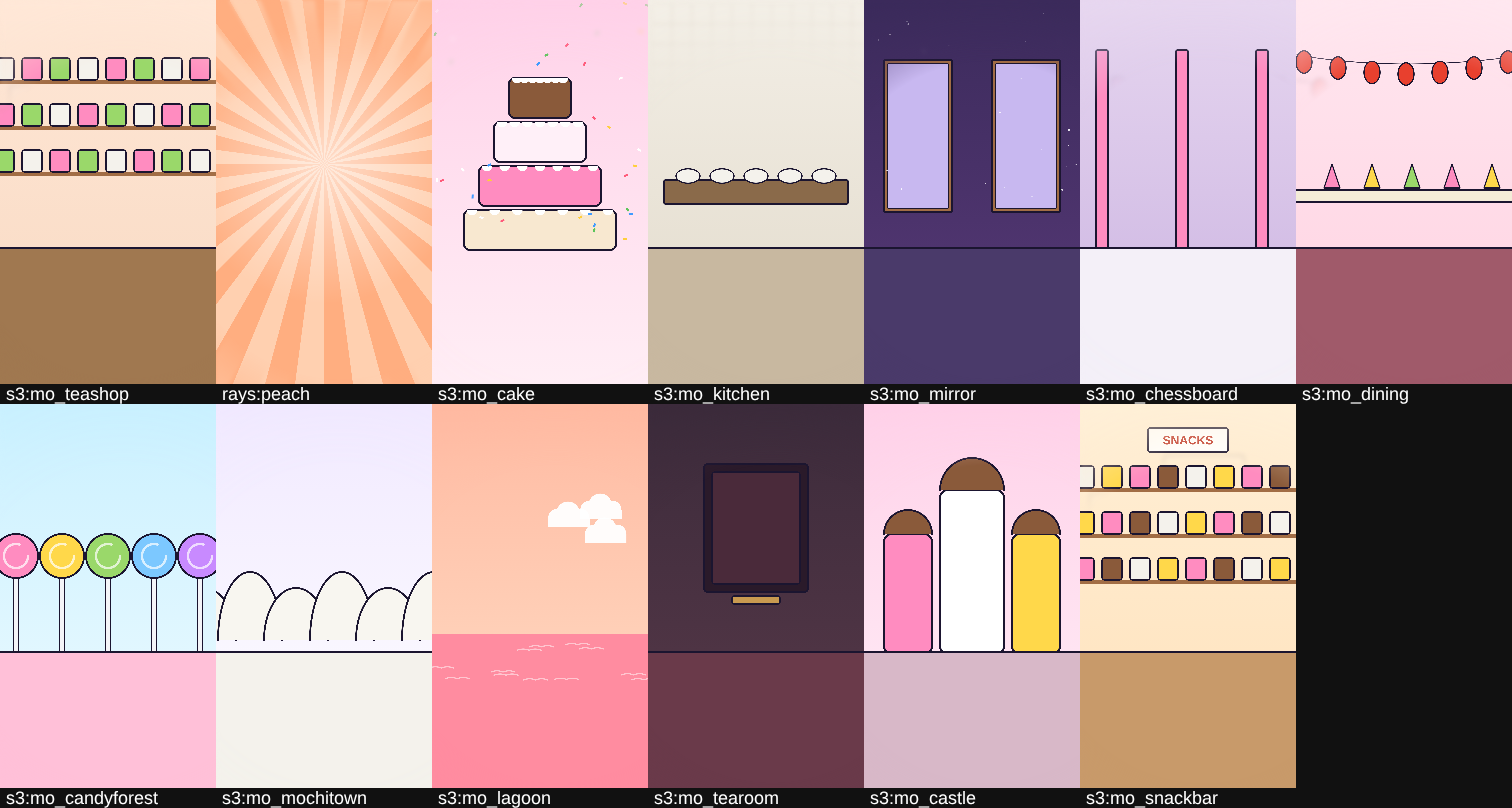 s3:mo_teashop
rays:peach
s3:mo_cake
s3:mo_kitchen
s3:mo_mirror
s3:mo_chessboard
s3:mo_dining
SNACKS
s3:mo_candyforest
s3:mo_mochitown
s3:mo_lagoon
s3:mo_tearoom
s3:mo_castle
s3:mo_snackbar